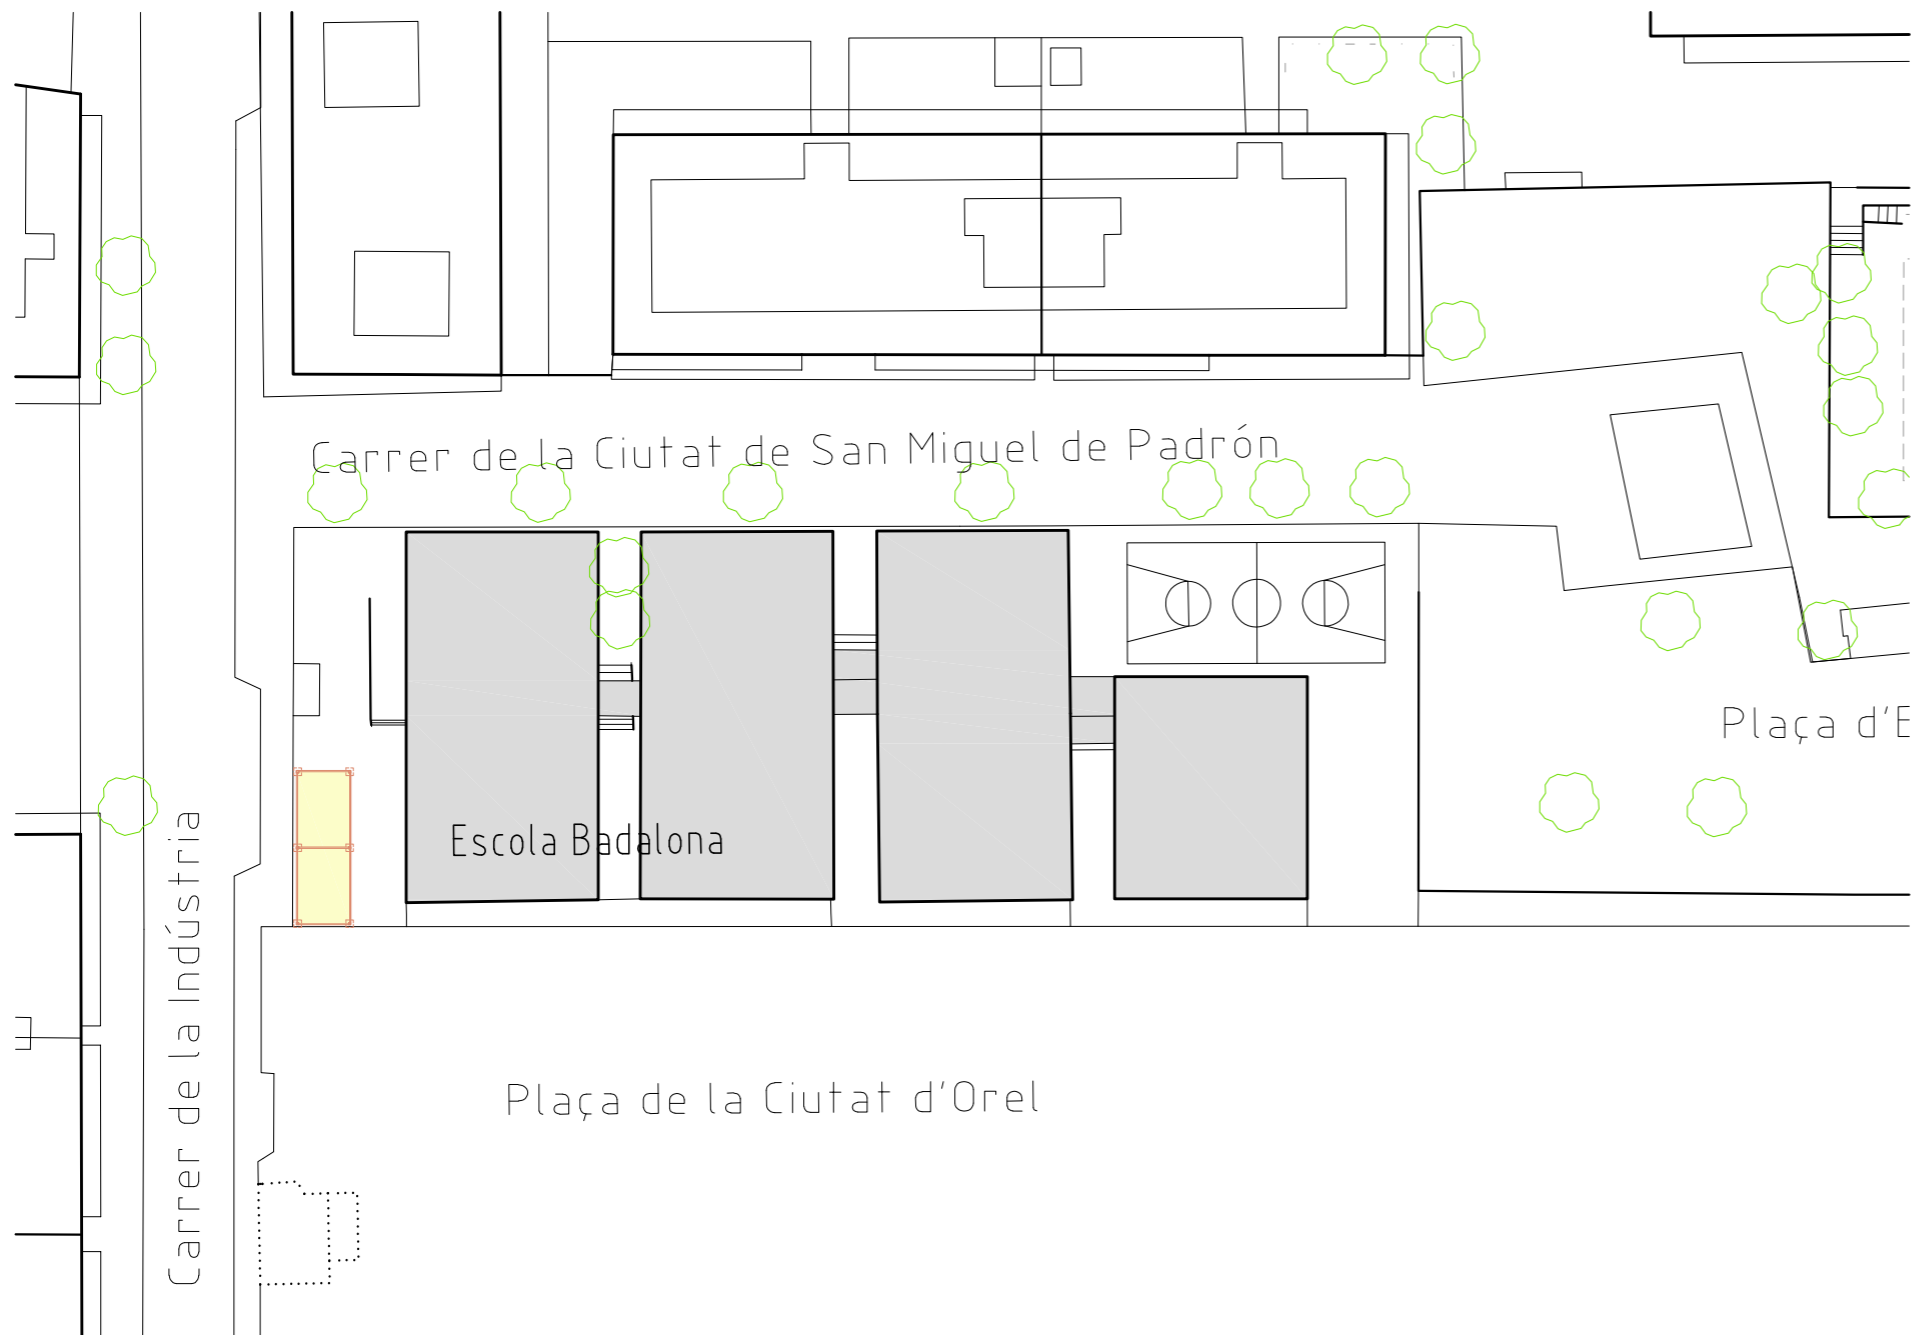 Carrer de la Ciutat de San Miguel de Padrón
Plaça d'E
Escola Badalona
Carrer de la Indústria
Plaça de la Ciutat d'Orel